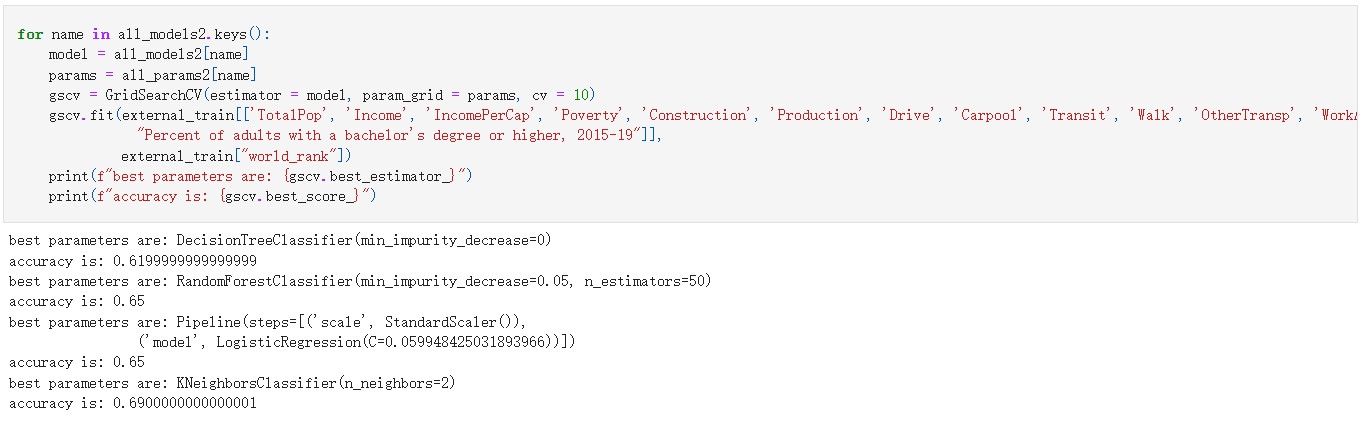 for name in all_models2.keys():
    model = all_models2[name]
    params = all_params2[name]
    gscv = GridSearchCV(estimator = model, param_grid = params, cv = 10)
    gscv.fit(external_train[['TotalPop', 'Income', 'IncomePerCap', 'Poverty', 'Construction', 'Production', 'Drive', 'Carpool', 'Transit', 'Walk', 'OtherTransp', 'Work
                "Percent of adults with a bachelor's degree or higher, 2015-19"]],
              external_train["world_rank"])
    print(f"best parameters are: {gscv.best_estimator_}")
    print(f"accuracy is: {gscv.best_score_}")
best parameters are: DecisionTreeClassifier(min_impurity_decrease=0)
accuracy is: 0.6199999999999999
best parameters are: RandomForestClassifier(min_impurity_decrease=0.05, n_estimators=50)
accuracy is: 0.65
best parameters are: Pipeline(steps=[('scale', StandardScaler()),
                ('model', LogisticRegression(C=0.059948425031893966))])
accuracy is: 0.65
best parameters are: KNeighborsClassifier(n_neighbors=2)
accuracy is: 0.6900000000000001